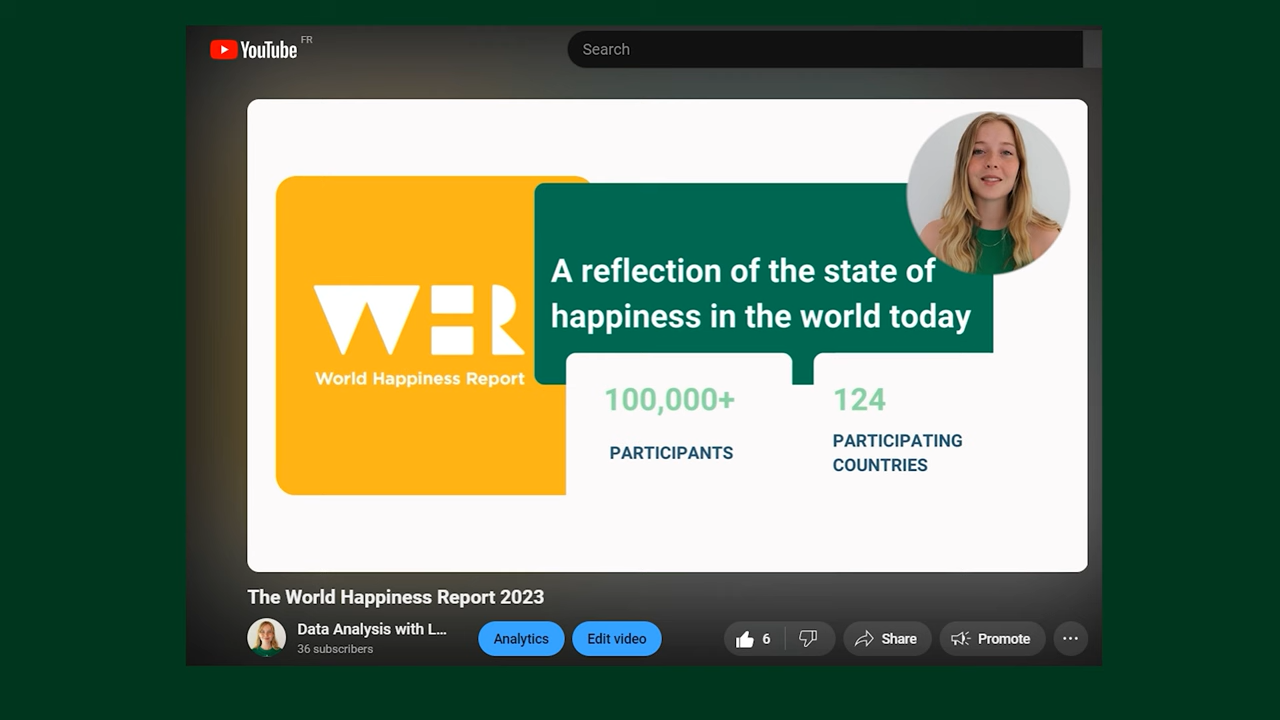 YouTube FR
Search
A reflection of the state of
happiness in the world today
WHR
World Happiness Report
100,000+
PARTICIPANTS
124
PARTICIPATING
COUNTRIES
The World Happiness Report 2023
Data Analysis with L...
36 subscribers
Analytics
Edit video
6
Share
Promote